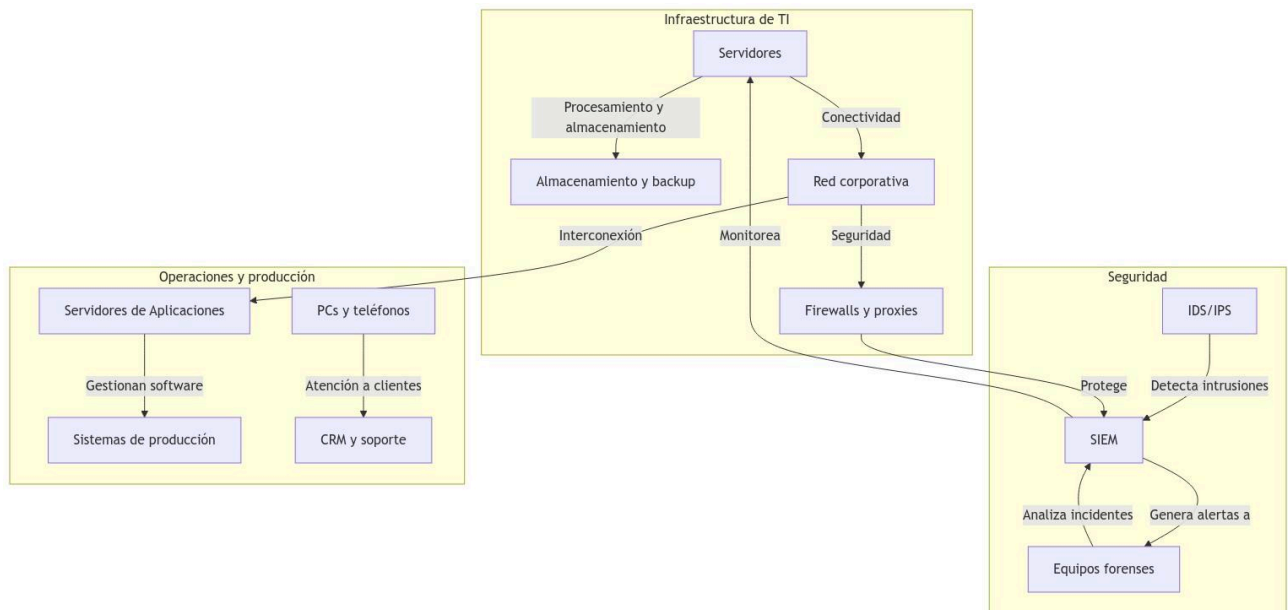 Infraestructura de TI
Servidores
Procesamiento y
almacenamiento
Conectividad
Almacenamiento y backup
Red corporativa
Interconexión
Monitorea
Seguridad
Firewalls y proxies
Operaciones y producción
Servidores de Aplicaciones
PCs y teléfonos
Gestionan software
Atención a clientes
Sistemas de producción
CRM y soporte
Seguridad
IDS/IPS
Protege
Detecta intrusiones
SIEM
Analiza incidentes
Genera alertas a
Equipos forenses